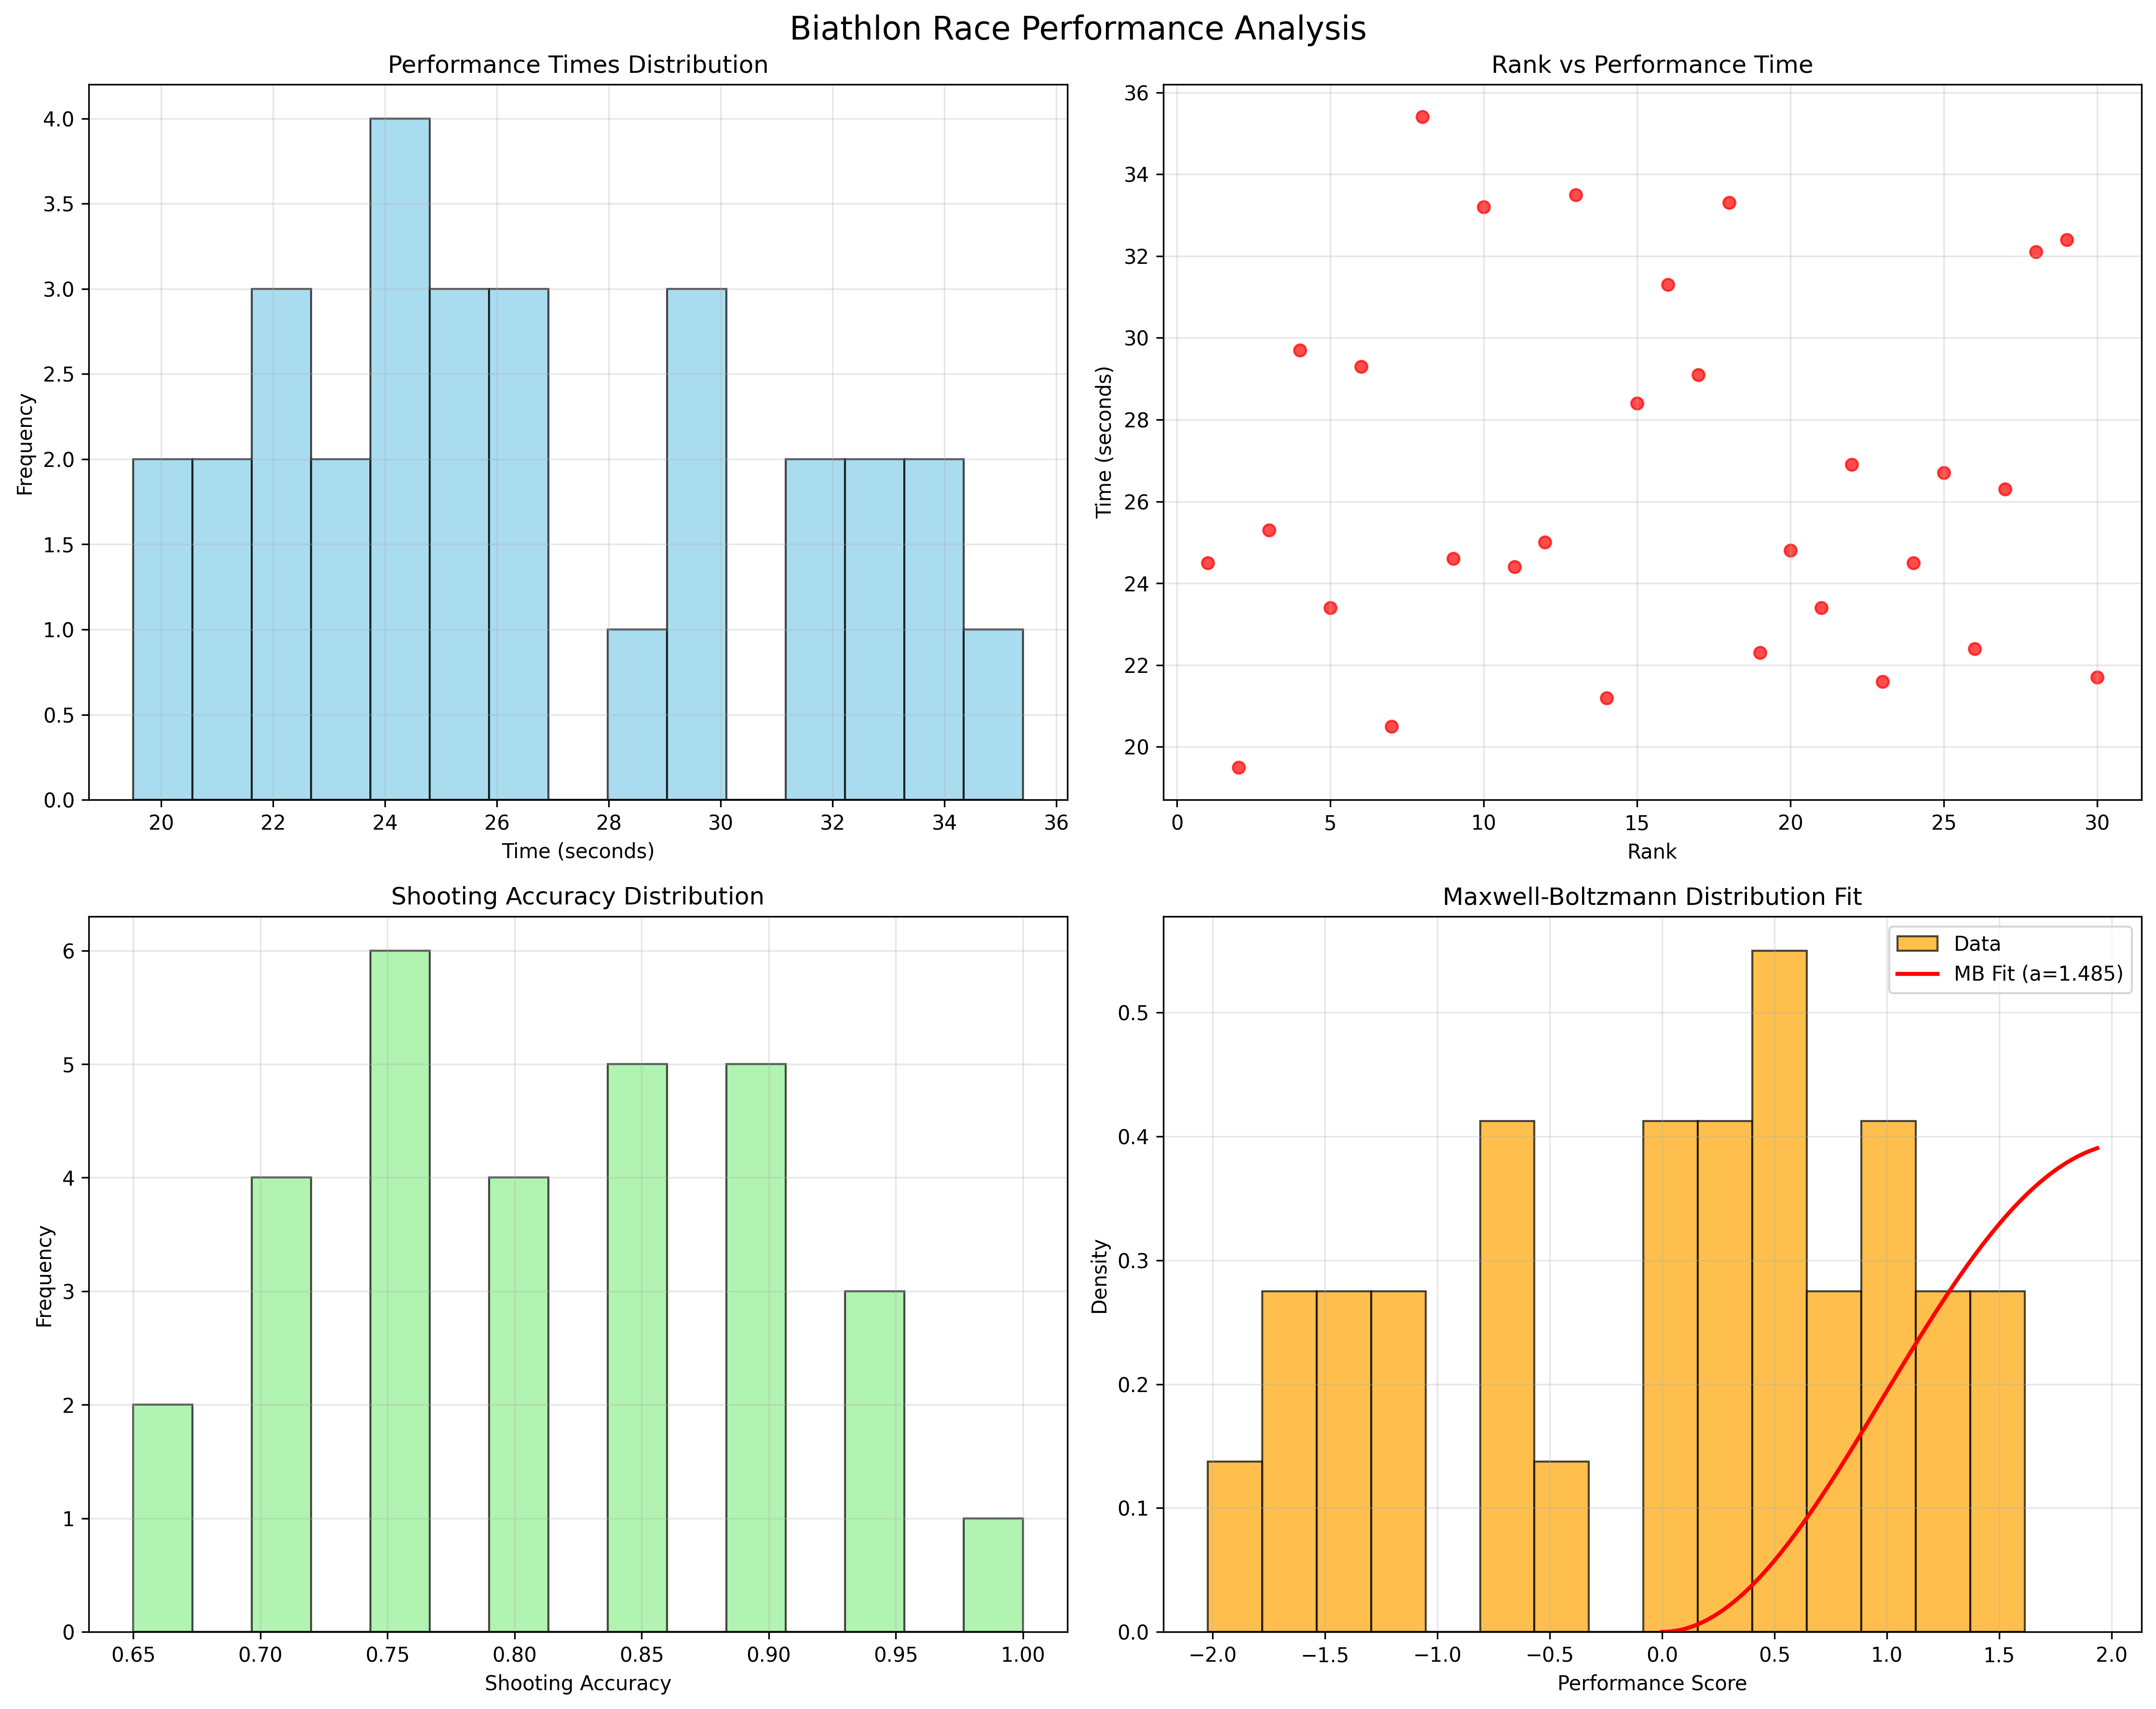 Biathlon Race Performance Analysis
Performance Times Distribution
4.0
3.5
3.0
2.5
2.0
1.5
1.0
0.5
0.0
Frequency
20 22 24 26 28 30 32 34 36
Time (seconds)
Rank vs Performance Time
36
34
32
30
28
26
24
22
20
Time (seconds)
0 5 10 15 20 25 30
Rank
Shooting Accuracy Distribution
6
5
4
3
2
1
0
Frequency
0.65 0.70 0.75 0.80 0.85 0.90 0.95 1.00
Shooting Accuracy
Maxwell-Boltzmann Distribution Fit
Data
MB Fit (a=1.485)
0.5
0.4
0.3
0.2
0.1
0.0
Density
−2.0 −1.5 −1.0 −0.5 0.0 0.5 1.0 1.5 2.0
Performance Score